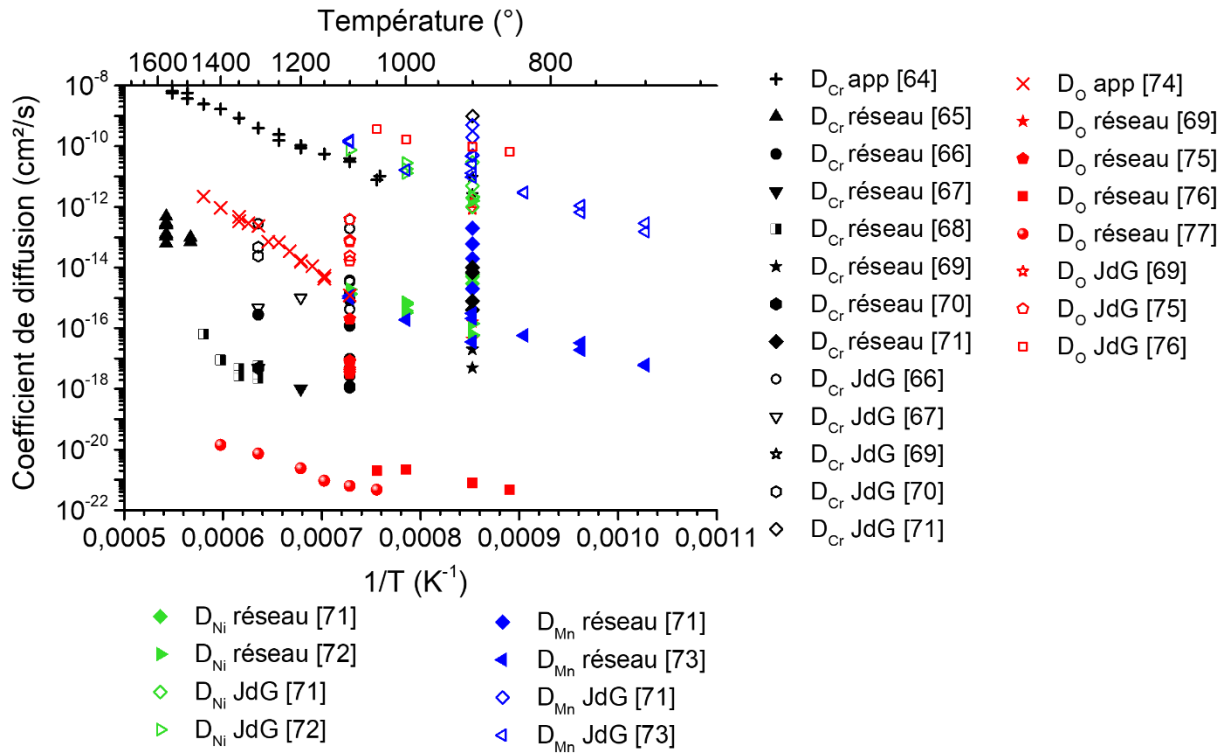 Température (°)
1600 1400 1200 1000 800
Coefficient de diffusion (cm²/s)
10⁻⁸
10⁻¹⁰
10⁻¹²
10⁻¹⁴
10⁻¹⁶
10⁻¹⁸
10⁻²⁰
10⁻²²
0,0005 0,0006 0,0007 0,0008 0,0009 0,0010 0,0011
1/T (K⁻¹)
D_Cr app [64]
D_Cr réseau [65]
D_Cr réseau [66]
D_Cr réseau [67]
D_Cr réseau [68]
D_Cr réseau [69]
D_Cr réseau [70]
D_Cr réseau [71]
D_Cr JdG [66]
D_Cr JdG [67]
D_Cr JdG [69]
D_Cr JdG [70]
D_Cr JdG [71]
D_O app [74]
D_O réseau [69]
D_O réseau [75]
D_O réseau [76]
D_O réseau [77]
D_O JdG [69]
D_O JdG [75]
D_O JdG [76]
D_Ni réseau [71]
D_Ni réseau [72]
D_Ni JdG [71]
D_Ni JdG [72]
D_Mn réseau [71]
D_Mn réseau [73]
D_Mn JdG [71]
D_Mn JdG [73]